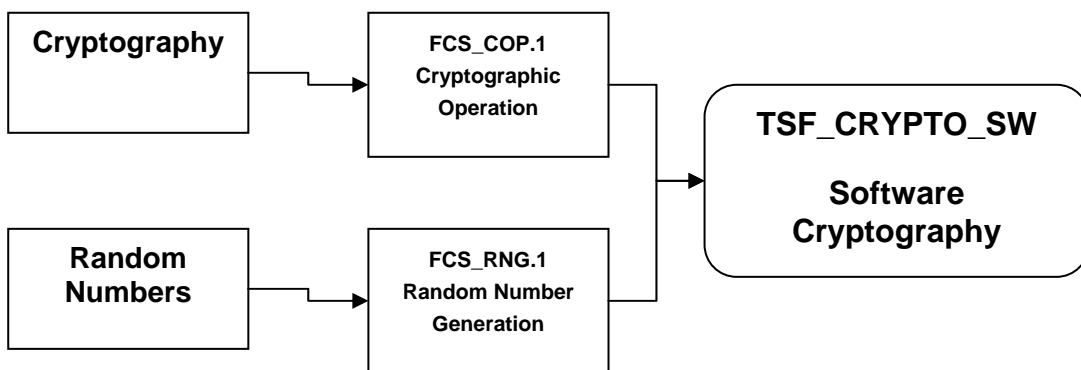 Cryptography
FCS_COP.1
Cryptographic
Operation
TSF_CRYPTO_SW
Software
Cryptography
Random
Numbers
FCS_RNG.1
Random Number
Generation